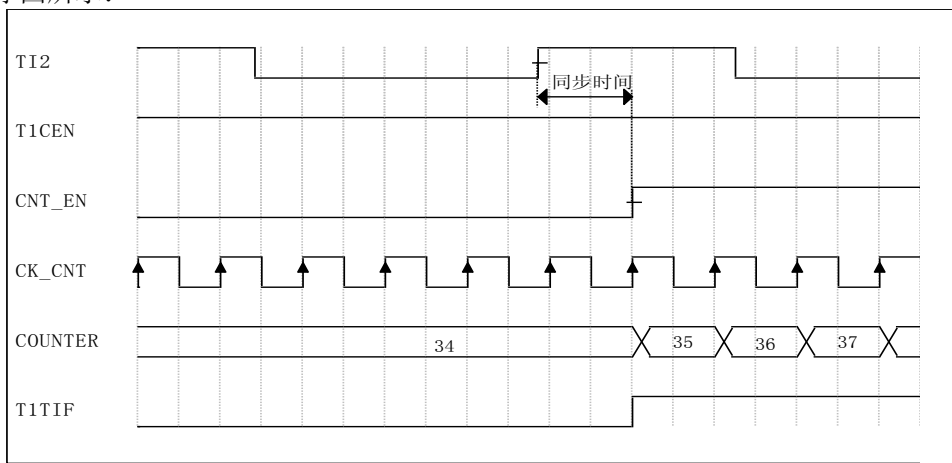 TI2
同步时间
T1CEN
CNT_EN
CK_CNT
COUNTER
34 35 36 37
T1TIF